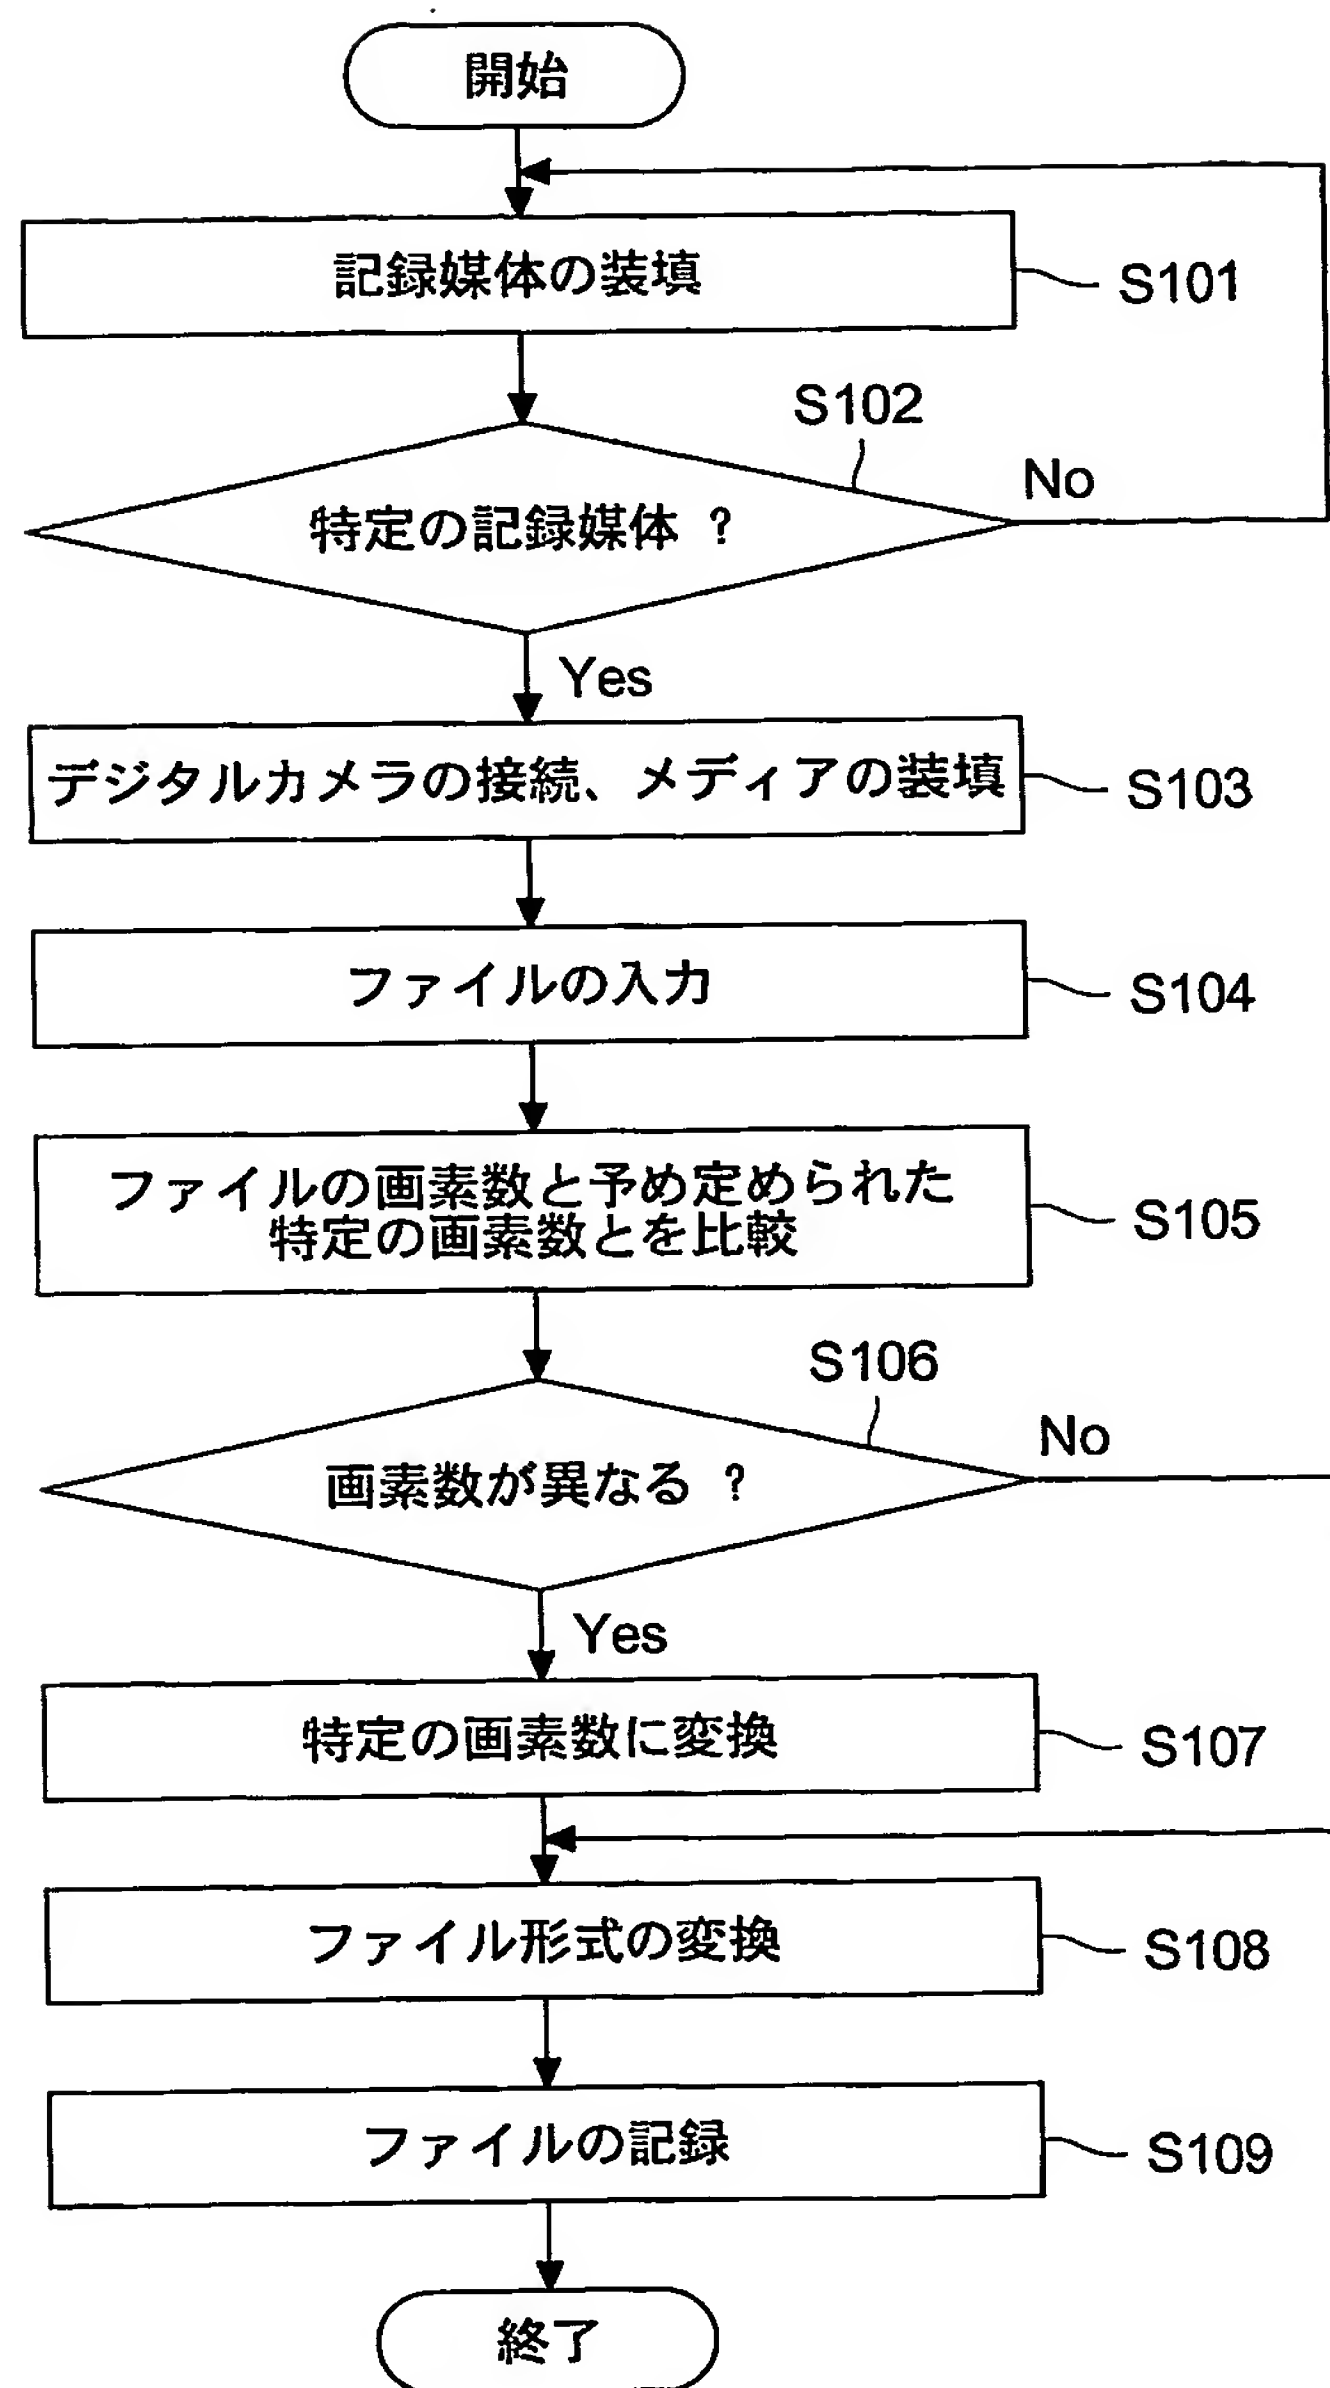 開始
記録媒体の装填
S101
S102
特定の記録媒体 ?
No
Yes
デジタルカメラの接続、メディアの装填
S103
ファイルの入力
S104
ファイルの画素数と予め定められた
特定の画素数とを比較
S105
S106
画素数が異なる ?
No
Yes
特定の画素数に変換
S107
ファイル形式の変換
S108
ファイルの記録
S109
終了